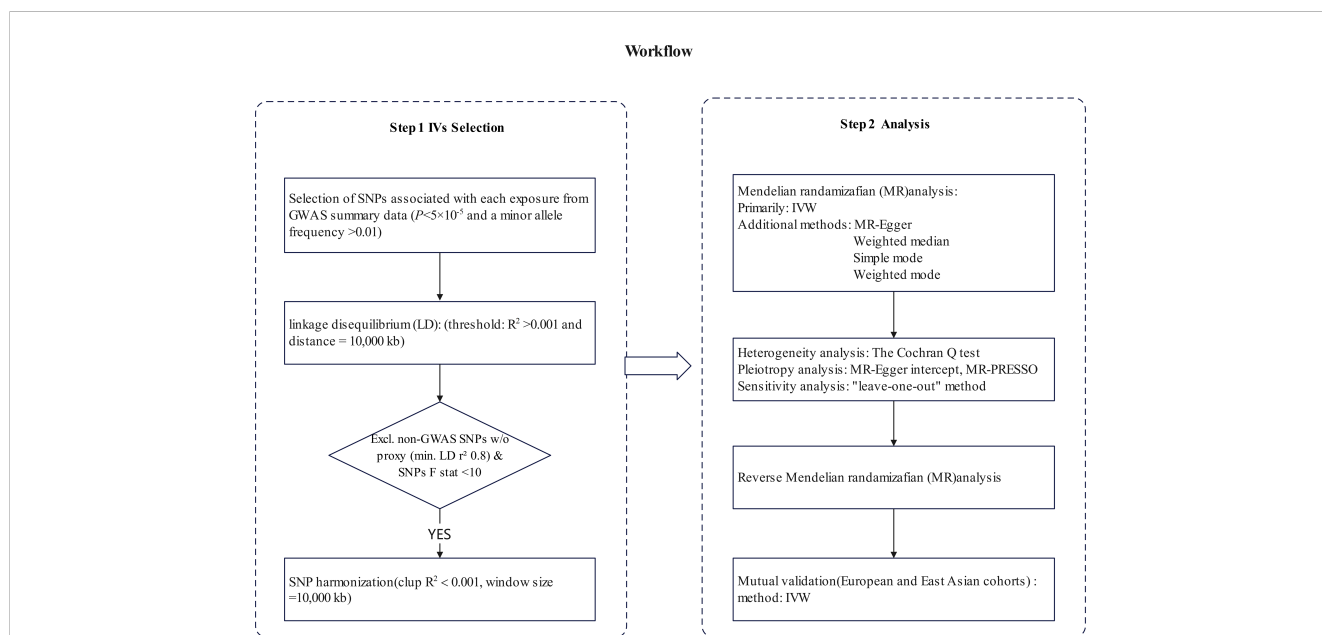 Workflow
Step 1 IVs Selection
Selection of SNPs associated with each exposure from
GWAS summary data (P<5×10⁻⁵ and a minor allele
frequency >0.01)
linkage disequilibrium (LD): (threshold: R² >0.001 and
distance = 10,000 kb)
Excl. non-GWAS SNPs w/o
proxy (min. LD r² 0.8) &
SNPs F stat <10
YES
SNP harmonization(clup R² < 0.001, window size
=10,000 kb)
Step 2 Analysis
Mendelian randomizafian (MR)analysis:
Primarily: IVW
Additional methods: MR-Egger
Weighted median
Simple mode
Weighted mode
Heterogeneity analysis: The Cochran Q test
Pleiotropy analysis: MR-Egger intercept, MR-PRESSO
Sensitivity analysis: "leave-one-out" method
Reverse Mendelian randomizafian (MR)analysis
Mutual validation(European and East Asian cohorts) :
method: IVW